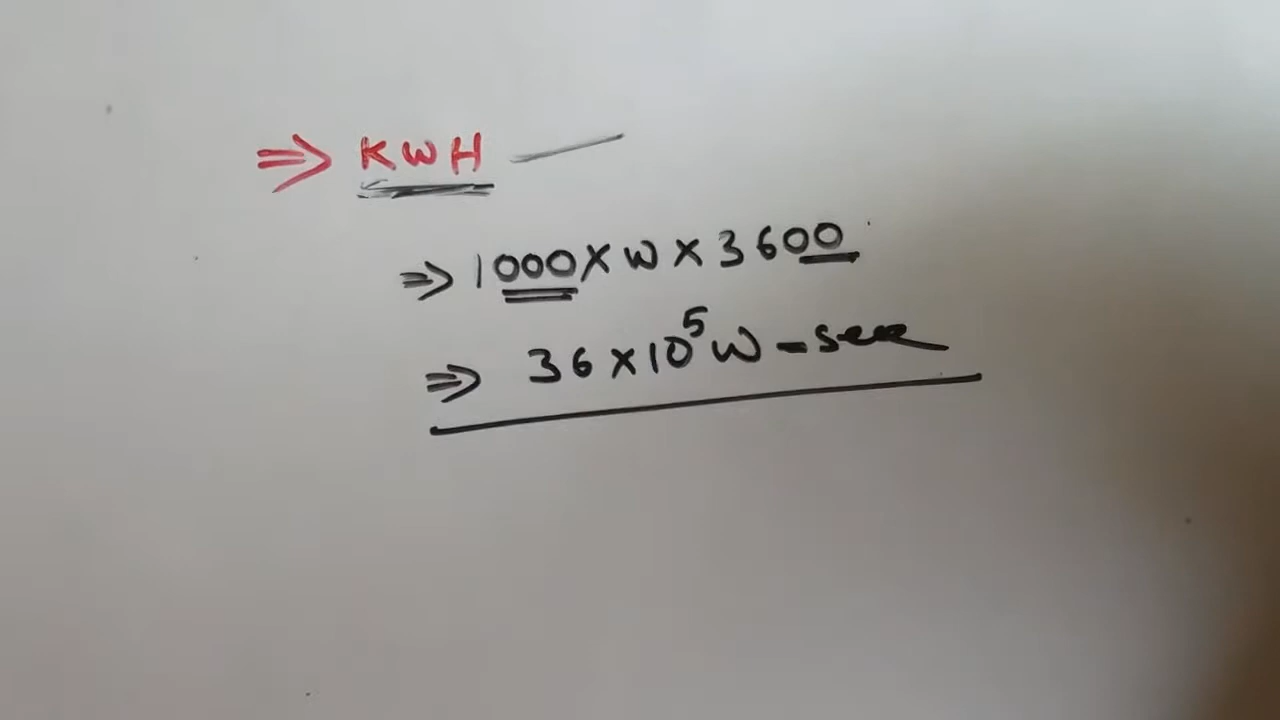 ⇒ KWH —
⇒ 1000 X W X 3600
⇒ 36 X 10⁵ W - sec